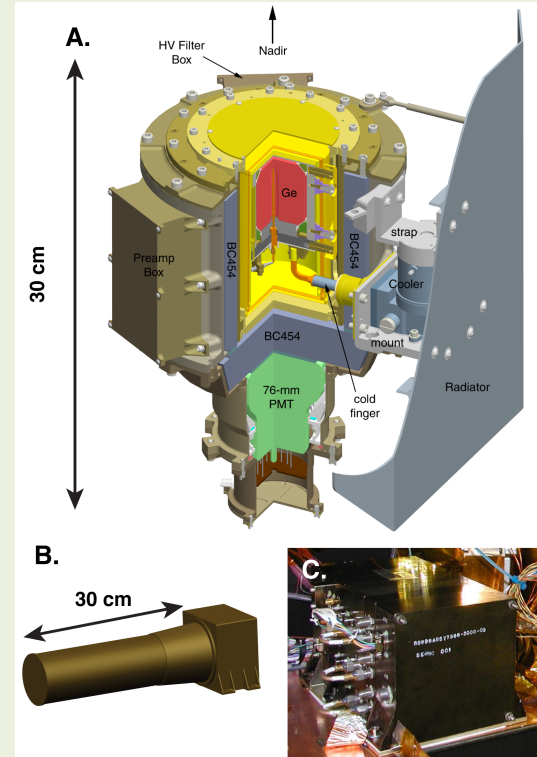 A.
HV Filter
Box
Nadir
30 cm
Ge
Preamp
Box
BC454
BC454
strap
Cooler
BC454
mount
Radiator
76-mm
PMT
cold
finger
B.
30 cm
C.
001